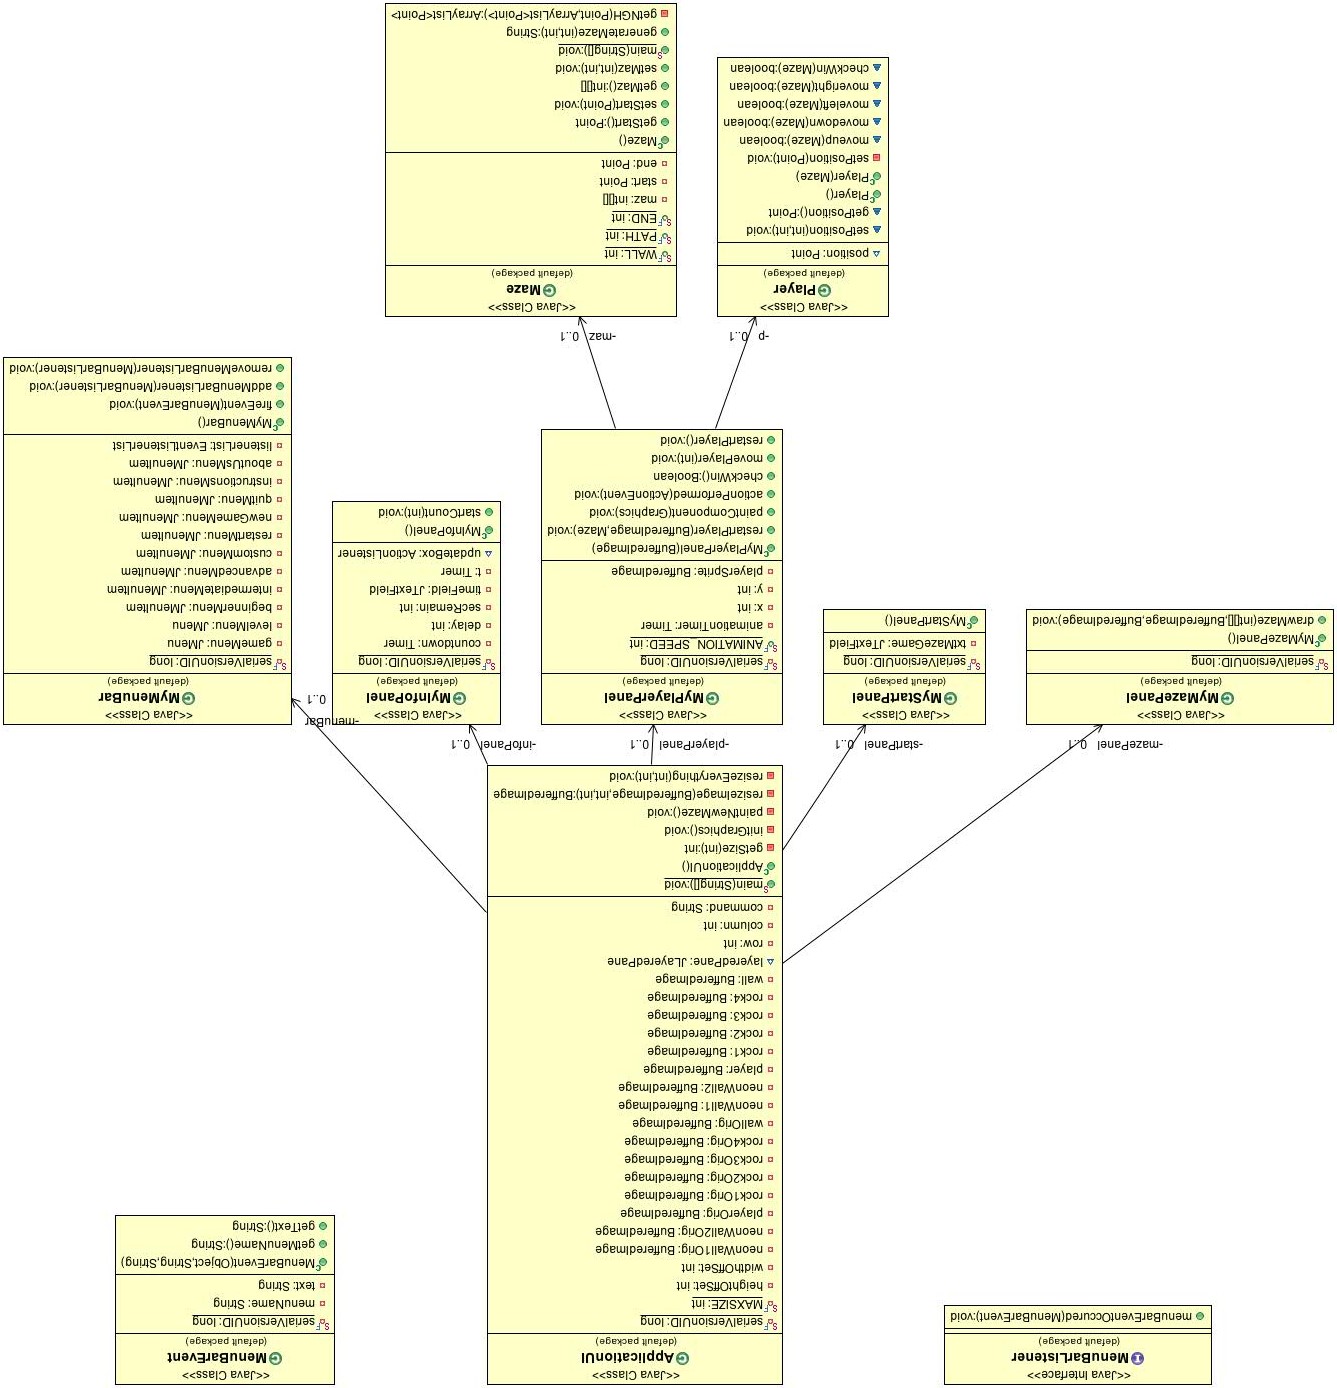 <<Java Interface>>
MenuBarListener
(default package)
menuBarEventOccured(MenuBarEvent):void
<<Java Class>>
ApplicationUI
(default package)
serialVersionUID: long
MAXSIZE: int
heightOffSet: int
widthOffSet: int
neonWall1Orig: BufferedImage
neonWall2Orig: BufferedImage
playerOrig: BufferedImage
rock1Orig: BufferedImage
rock2Orig: BufferedImage
rock3Orig: BufferedImage
rock4Orig: BufferedImage
wallOrig: BufferedImage
neonWall1: BufferedImage
neonWall2: BufferedImage
player: BufferedImage
rock1: BufferedImage
rock2: BufferedImage
rock3: BufferedImage
rock4: BufferedImage
wall: BufferedImage
layeredPane: JLayeredPane
row: int
column: int
command: String
main(String[]):void
ApplicationUI()
getSize(int):int
initGraphics():void
paintNewMaze():void
resizeImage(BufferedImage,int,int):BufferedImage
resizeEverything(int,int):void
<<Java Class>>
MenuBarEvent
(default package)
serialVersionUID: long
menuName: String
text: String
MenuBarEvent(Object,String,String)
getMenuName():String
getText():String
-mazePanel 0..1
-startPanel 0..1
-playerPanel 0..1
-infoPanel 0..1
-menuBar
0..1
<<Java Class>>
MyMazePanel
(default package)
serialVersionUID: long
MyMazePanel()
drawMaze(int[][],BufferedImage,BufferedImage):void
<<Java Class>>
MyStartPanel
(default package)
serialVersionUID: long
txtMazeGame: JTextField
MyStartPanel()
<<Java Class>>
MyPlayerPanel
(default package)
serialVersionUID: long
ANIMATION_SPEED: int
animationTimer: Timer
x: int
y: int
playerSprite: BufferedImage
MyPlayerPanel(BufferedImage)
restartPlayer(BufferedImage,Maze):void
paintComponent(Graphics):void
actionPerformed(ActionEvent):void
checkWin():Boolean
movePlayer(int):void
restartPlayer():void
<<Java Class>>
MyInfoPanel
(default package)
serialVersionUID: long
countdown: Timer
delay: int
secRemain: int
timeField: JTextField
t: Timer
updateBox: ActionListener
MyInfoPanel()
startCount(int):void
<<Java Class>>
MyMenuBar
(default package)
serialVersionUID: long
gameMenu: JMenu
levelMenu: JMenu
beginnerMenu: JMenuItem
intermediateMenu: JMenuItem
advancedMenu: JMenuItem
customMenu: JMenuItem
restartMenu: JMenuItem
newGameMenu: JMenuItem
quitMenu: JMenuItem
instructionsMenu: JMenuItem
aboutUsMenu: JMenuItem
listenerList: EventListenerList
MyMenuBar()
fireEvent(MenuBarEvent):void
addMenuBarListener(MenuBarListener):void
removeMenuBarListener(MenuBarListener):void
-p 0..1
-maz 0..1
<<Java Class>>
Player
(default package)
position: Point
setPosition(int,int):void
getPosition():Point
Player()
Player(Maze)
setPosition(Point):void
moveup(Maze):boolean
movedown(Maze):boolean
moveleft(Maze):boolean
moveright(Maze):boolean
checkWin(Maze):boolean
<<Java Class>>
Maze
(default package)
WALL: int
PATH: int
END: int
maz: int[][]
start: Point
end: Point
Maze()
getStart():Point
setStart(Point):void
getMaz():int[][]
setMaz(int,int):void
main(String[]):void
generateMaze(int,int):String
getNGH(Point,ArrayList<Point>):ArrayList<Point>